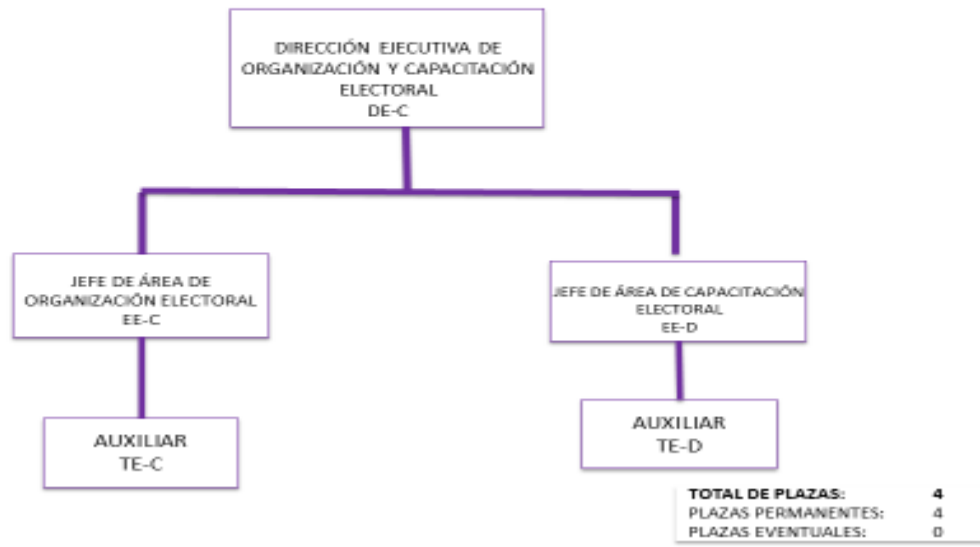 DIRECCIÓN EJECUTIVA DE
ORGANIZACIÓN Y CAPACITACIÓN
ELECTORAL
DE-C
JEFE DE ÁREA DE
ORGANIZACIÓN ELECTORAL
EE-C
JEFE DE ÁREA DE CAPACITACIÓN
ELECTORAL
EE-D
AUXILIAR
TE-C
AUXILIAR
TE-D
TOTAL DE PLAZAS: 4
PLAZAS PERMANENTES: 4
PLAZAS EVENTUALES: 0